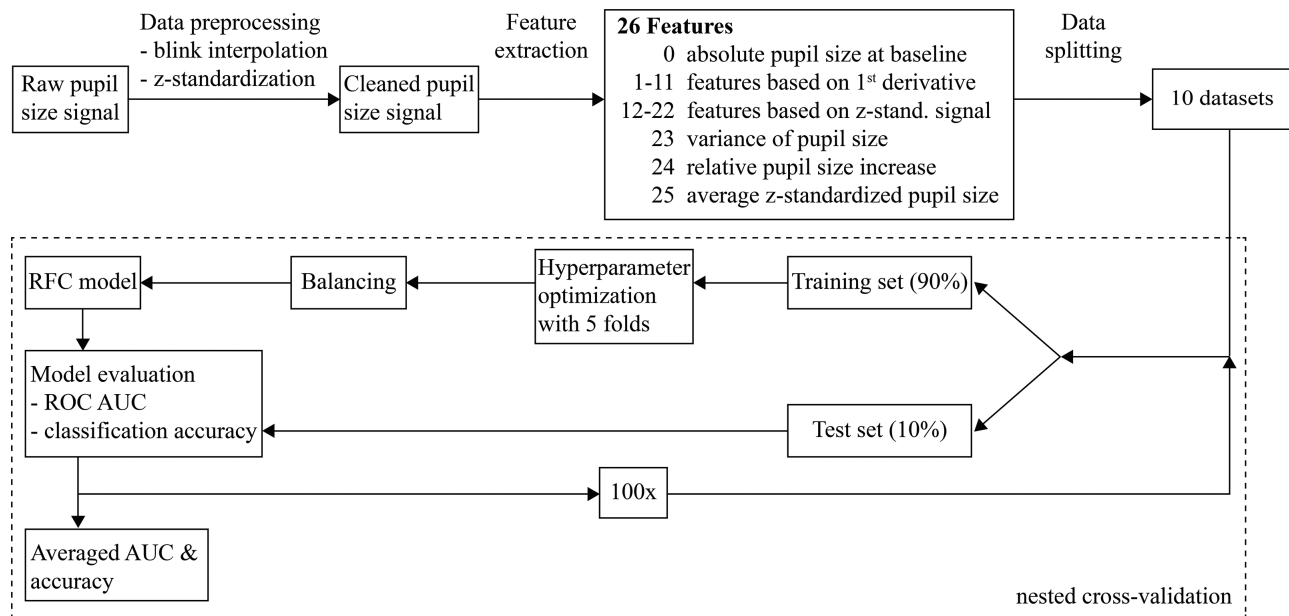 Data preprocessing
- blink interpolation
- z-standardization
Raw pupil
size signal
Cleaned pupil
size signal
Feature
extraction
26 Features
0 absolute pupil size at baseline
1-11 features based on 1st derivative
12-22 features based on z-stand. signal
23 variance of pupil size
24 relative pupil size increase
25 average z-standardized pupil size
Data
splitting
10 datasets
RFC model
Balancing
Hyperparameter
optimization
with 5 folds
Training set (90%)
Model evaluation
- ROC AUC
- classification accuracy
Test set (10%)
100x
Averaged AUC &
accuracy
nested cross-validation